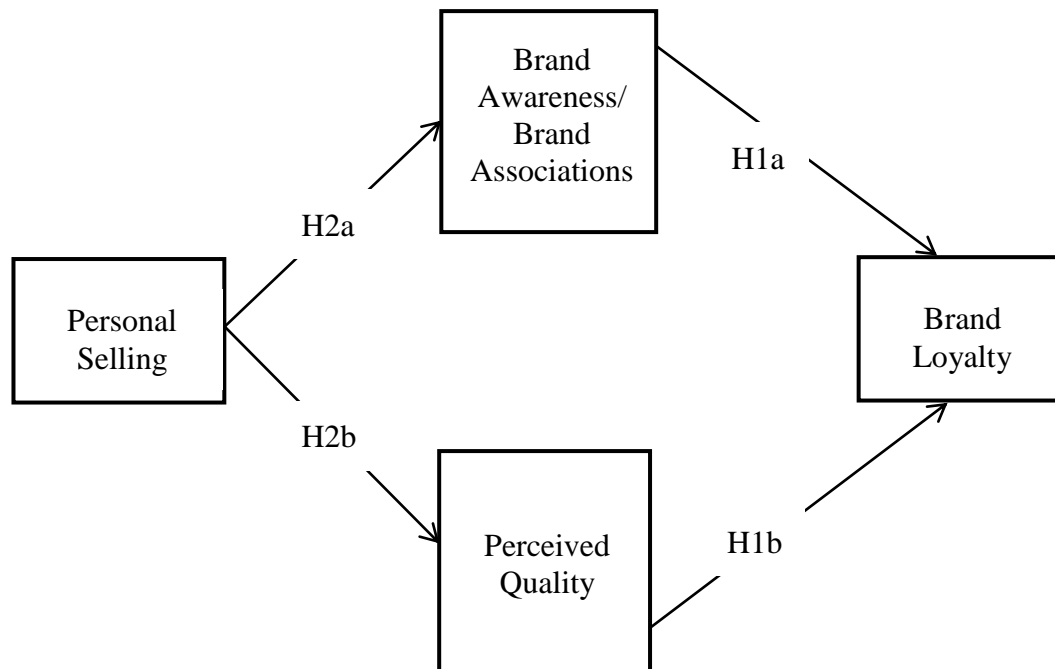 Brand
Awareness/
Brand
Associations
H1a
H2a
Personal
Selling
Brand
Loyalty
H2b
Perceived
Quality
H1b